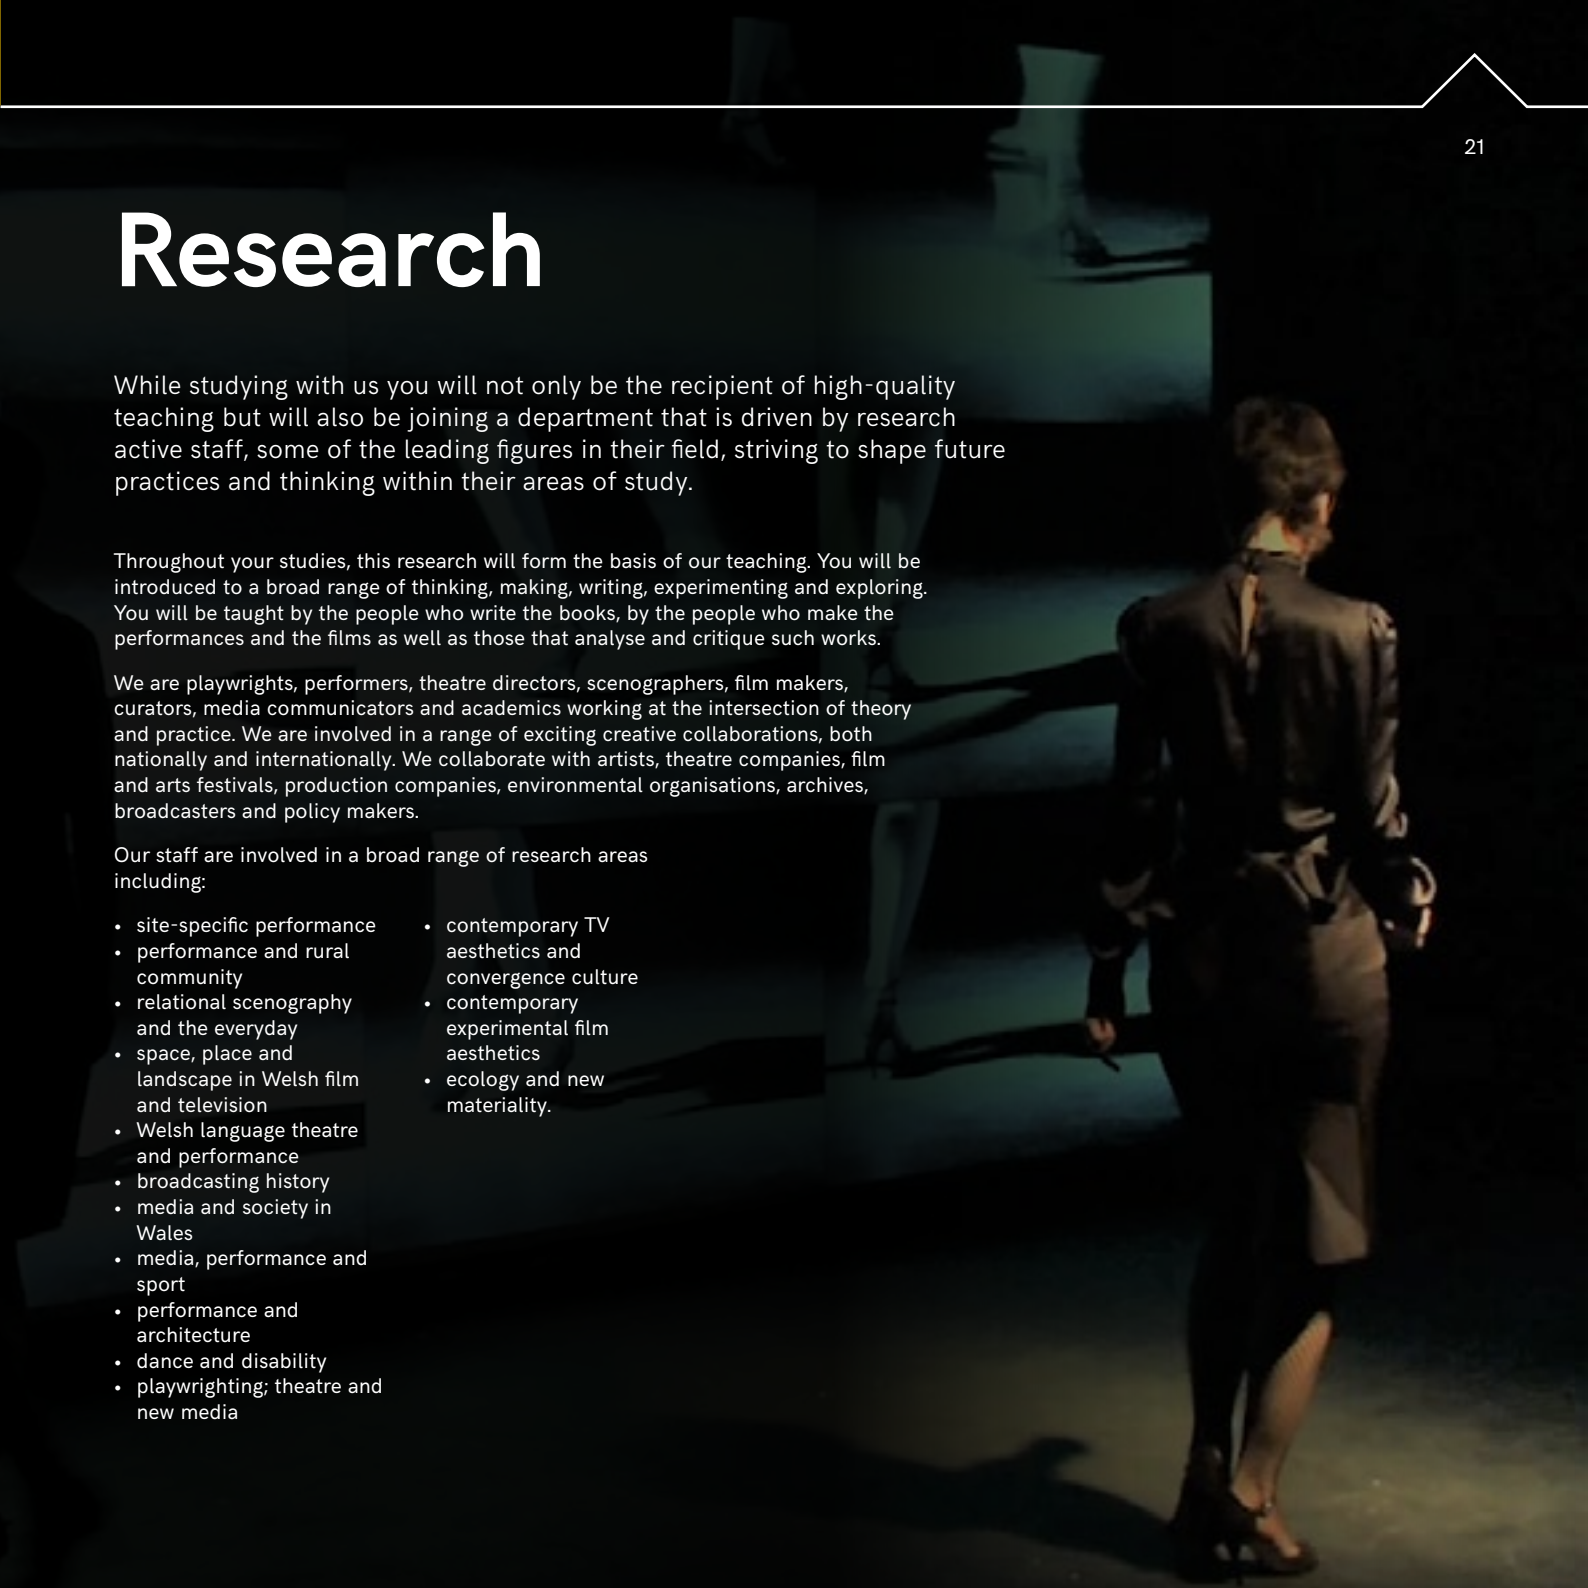 21
Research
While studying with us you will not only be the recipient of high-quality
teaching but will also be joining a department that is driven by research
active staff, some of the leading figures in their field, striving to shape future
practices and thinking within their areas of study.
Throughout your studies, this research will form the basis of our teaching. You will be
introduced to a broad range of thinking, making, writing, experimenting and exploring.
You will be taught by the people who write the books, by the people who make the
performances and the films as well as those that analyse and critique such works.
We are playwrights, performers, theatre directors, scenographers, film makers,
curators, media communicators and academics working at the intersection of theory
and practice. We are involved in a range of exciting creative collaborations, both
nationally and internationally. We collaborate with artists, theatre companies, film
and arts festivals, production companies, environmental organisations, archives,
broadcasters and policy makers.
Our staff are involved in a broad range of research areas
including:
• site-specific performance
• performance and rural
community
• relational scenography
and the everyday
• space, place and
landscape in Welsh film
and television
• Welsh language theatre
and performance
• broadcasting history
• media and society in
Wales
• media, performance and
sport
• performance and
architecture
• dance and disability
• playwrighting; theatre and
new media
• contemporary TV
aesthetics and
convergence culture
• contemporary
experimental film
aesthetics
• ecology and new
materiality.